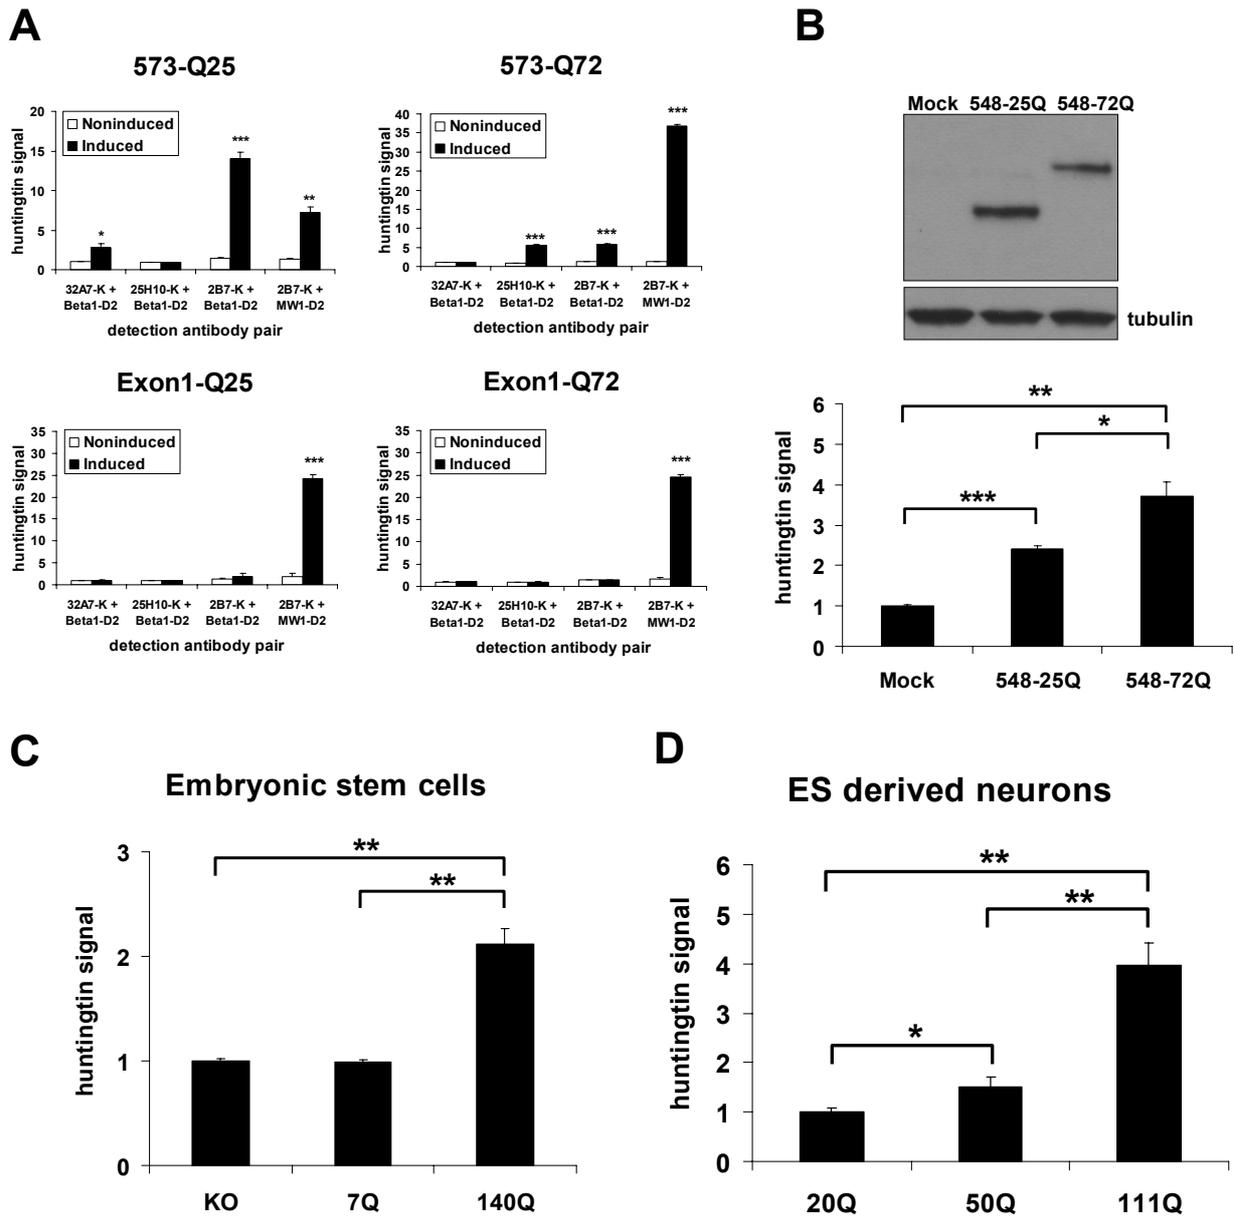 A
573-Q25
huntingtin signal
20
15
10
5
0
Noninduced
Induced
*
***
**
32A7-K + Beta1-D2
25H10-K + Beta1-D2
2B7-K + Beta1-D2
2B7-K + MW1-D2
detection antibody pair
573-Q72
huntingtin signal
40
35
30
25
20
15
10
5
0
Noninduced
Induced
***
***
***
32A7-K + Beta1-D2
25H10-K + Beta1-D2
2B7-K + Beta1-D2
2B7-K + MW1-D2
detection antibody pair
Exon1-Q25
huntingtin signal
35
30
25
20
15
10
5
0
Noninduced
Induced
***
32A7-K + Beta1-D2
25H10-K + Beta1-D2
2B7-K + Beta1-D2
2B7-K + MW1-D2
detection antibody pair
Exon1-Q72
huntingtin signal
35
30
25
20
15
10
5
0
Noninduced
Induced
***
32A7-K + Beta1-D2
25H10-K + Beta1-D2
2B7-K + Beta1-D2
2B7-K + MW1-D2
detection antibody pair
B
Mock 548-25Q 548-72Q
tubulin
huntingtin signal
6
5
4
3
2
1
0
**
*
***
Mock 548-25Q 548-72Q
C
Embryonic stem cells
huntingtin signal
3
2
1
0
**
**
KO 7Q 140Q
D
ES derived neurons
huntingtin signal
6
5
4
3
2
1
0
**
**
*
20Q 50Q 111Q